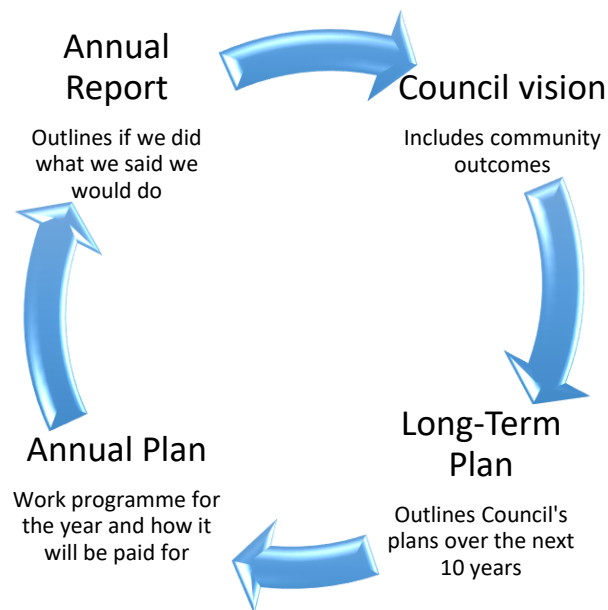 Annual
Report
Outlines if we did
what we said we
would do
Council vision
Includes community
outcomes
Long-Term
Plan
Outlines Council's
plans over the next
10 years
Annual Plan
Work programme for
the year and how it
will be paid for